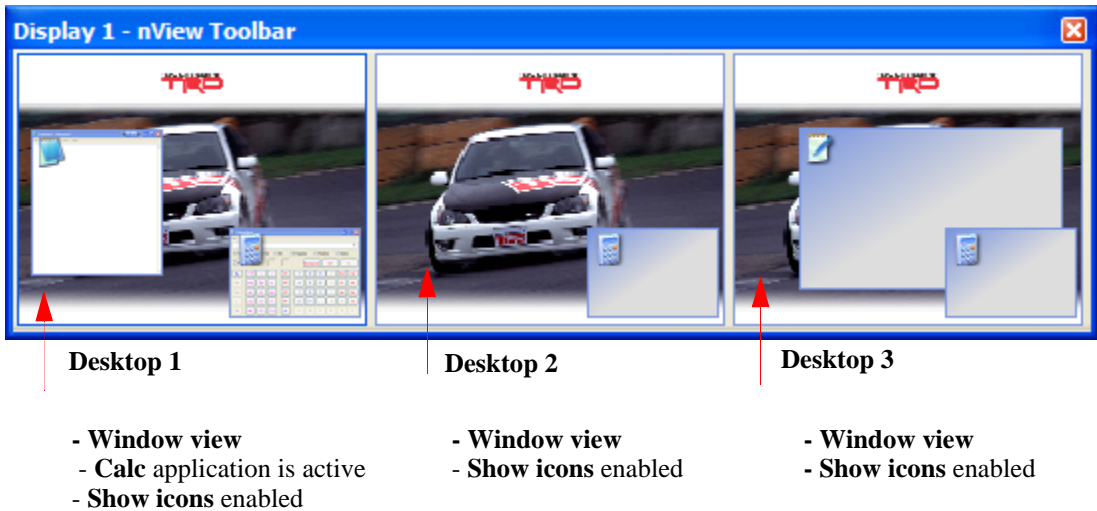 Display 1 - nView Toolbar
TRD
TRD
TRD
Desktop 1
Desktop 2
Desktop 3
- Window view
- Calc application is active
- Show icons enabled
- Window view
- Show icons enabled
- Window view
- Show icons enabled